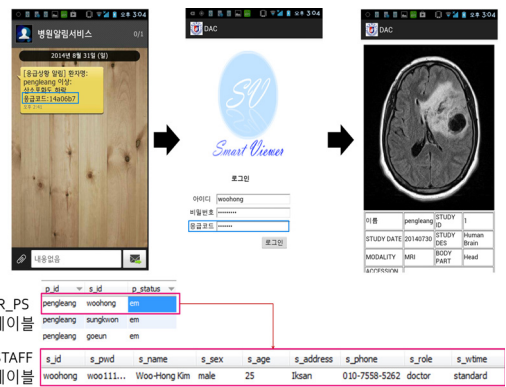 오후 3:04
병원알림서비스
0/1
2014년 8월 31일 (일)
[응급상황 알림] 환자명:
pengleang 이상:
산소포화도 하락
응급코드:14a06b7
오후 3:03
내용없음
오후 3:04
DAC
SV
Smart Viewer
로그인
아이디 woohong
비밀번호 ••••••••
응급코드 •••••••
로그인
오후 3:04
DAC
이름 pengleang STUDY ID 1
STUDY DATE 20140730 STUDY DES Human Brain
MODALITY MRI BODY PART Head
ACCESSION
p_id s_id p_status
pengleang woohong em
pengleang sungkwon em
pengleang goeun em
R_PS
이블
s_id s_pwd s_name s_sex s_age s_address s_phone s_role s_wtime
woohong woo111... Woo-Hong Kim male 25 Iksan 010-7558-5262 doctor standard
STAFF
이블